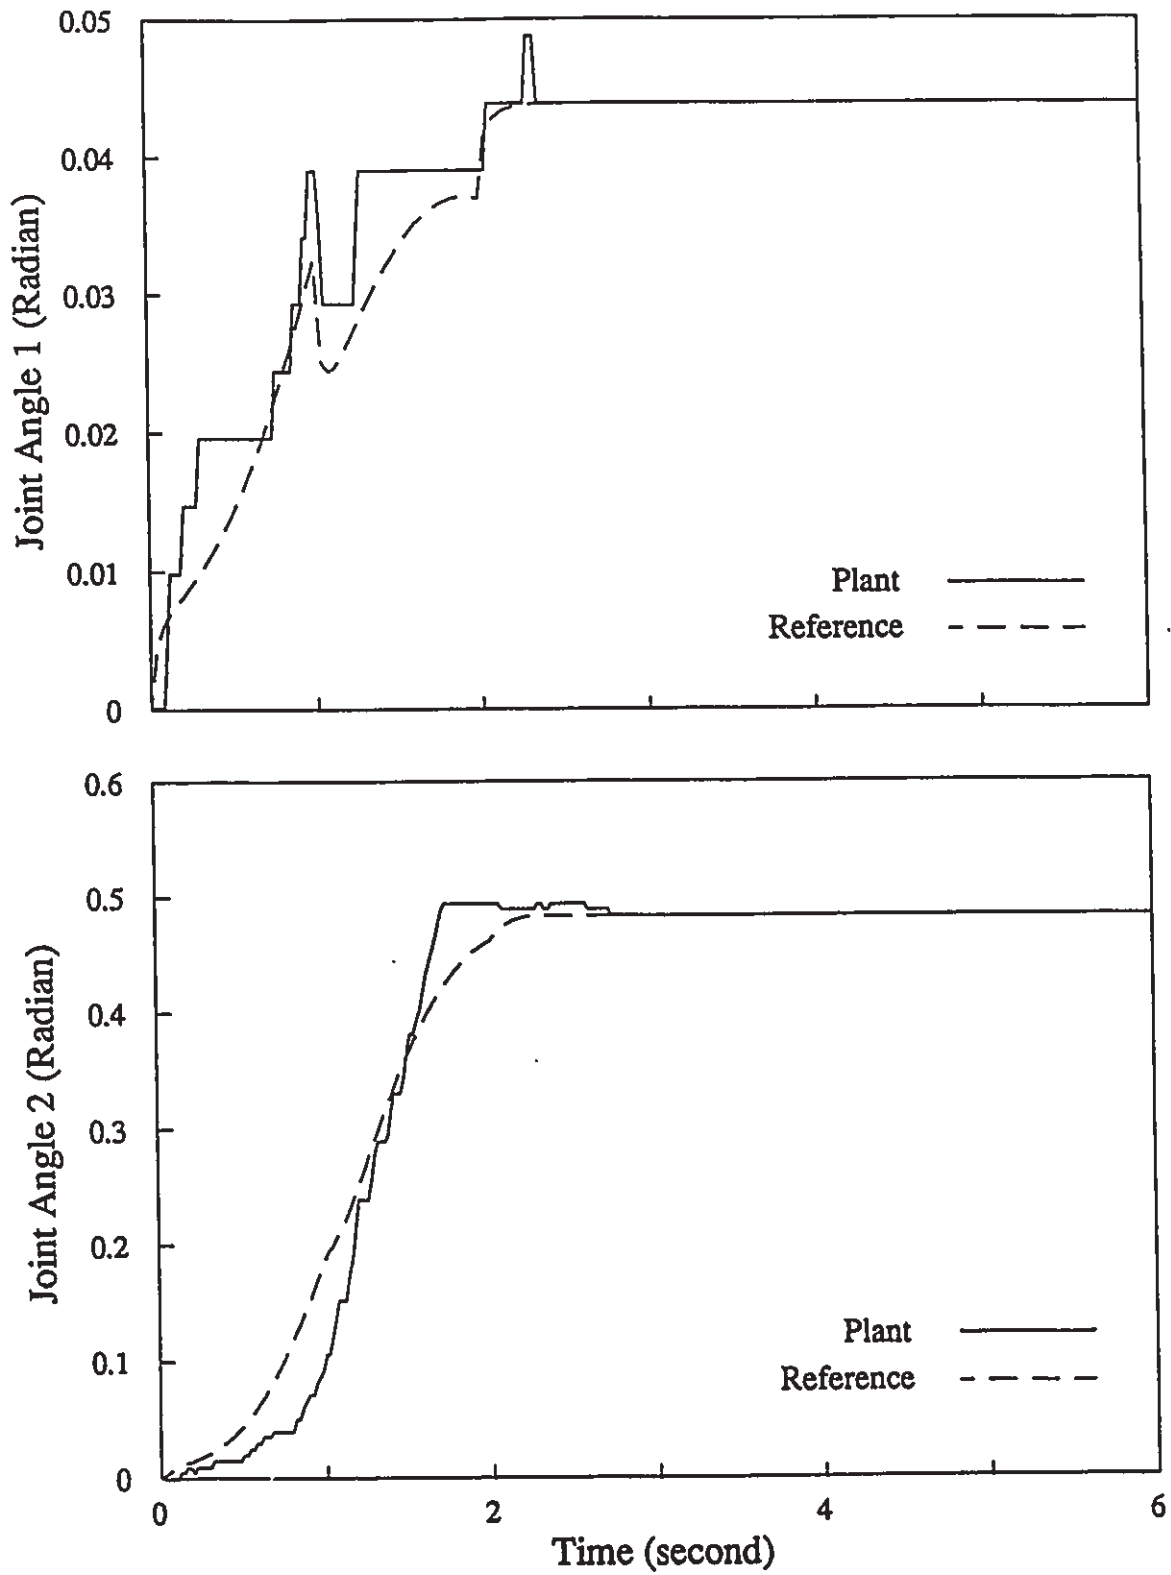 0.05
0.04
0.03
0.02
0.01
0
Joint Angle 1 (Radian)
Plant
Reference
0.6
0.5
0.4
0.3
0.2
0.1
0
Joint Angle 2 (Radian)
Plant
Reference
0 2 4 6
Time (second)